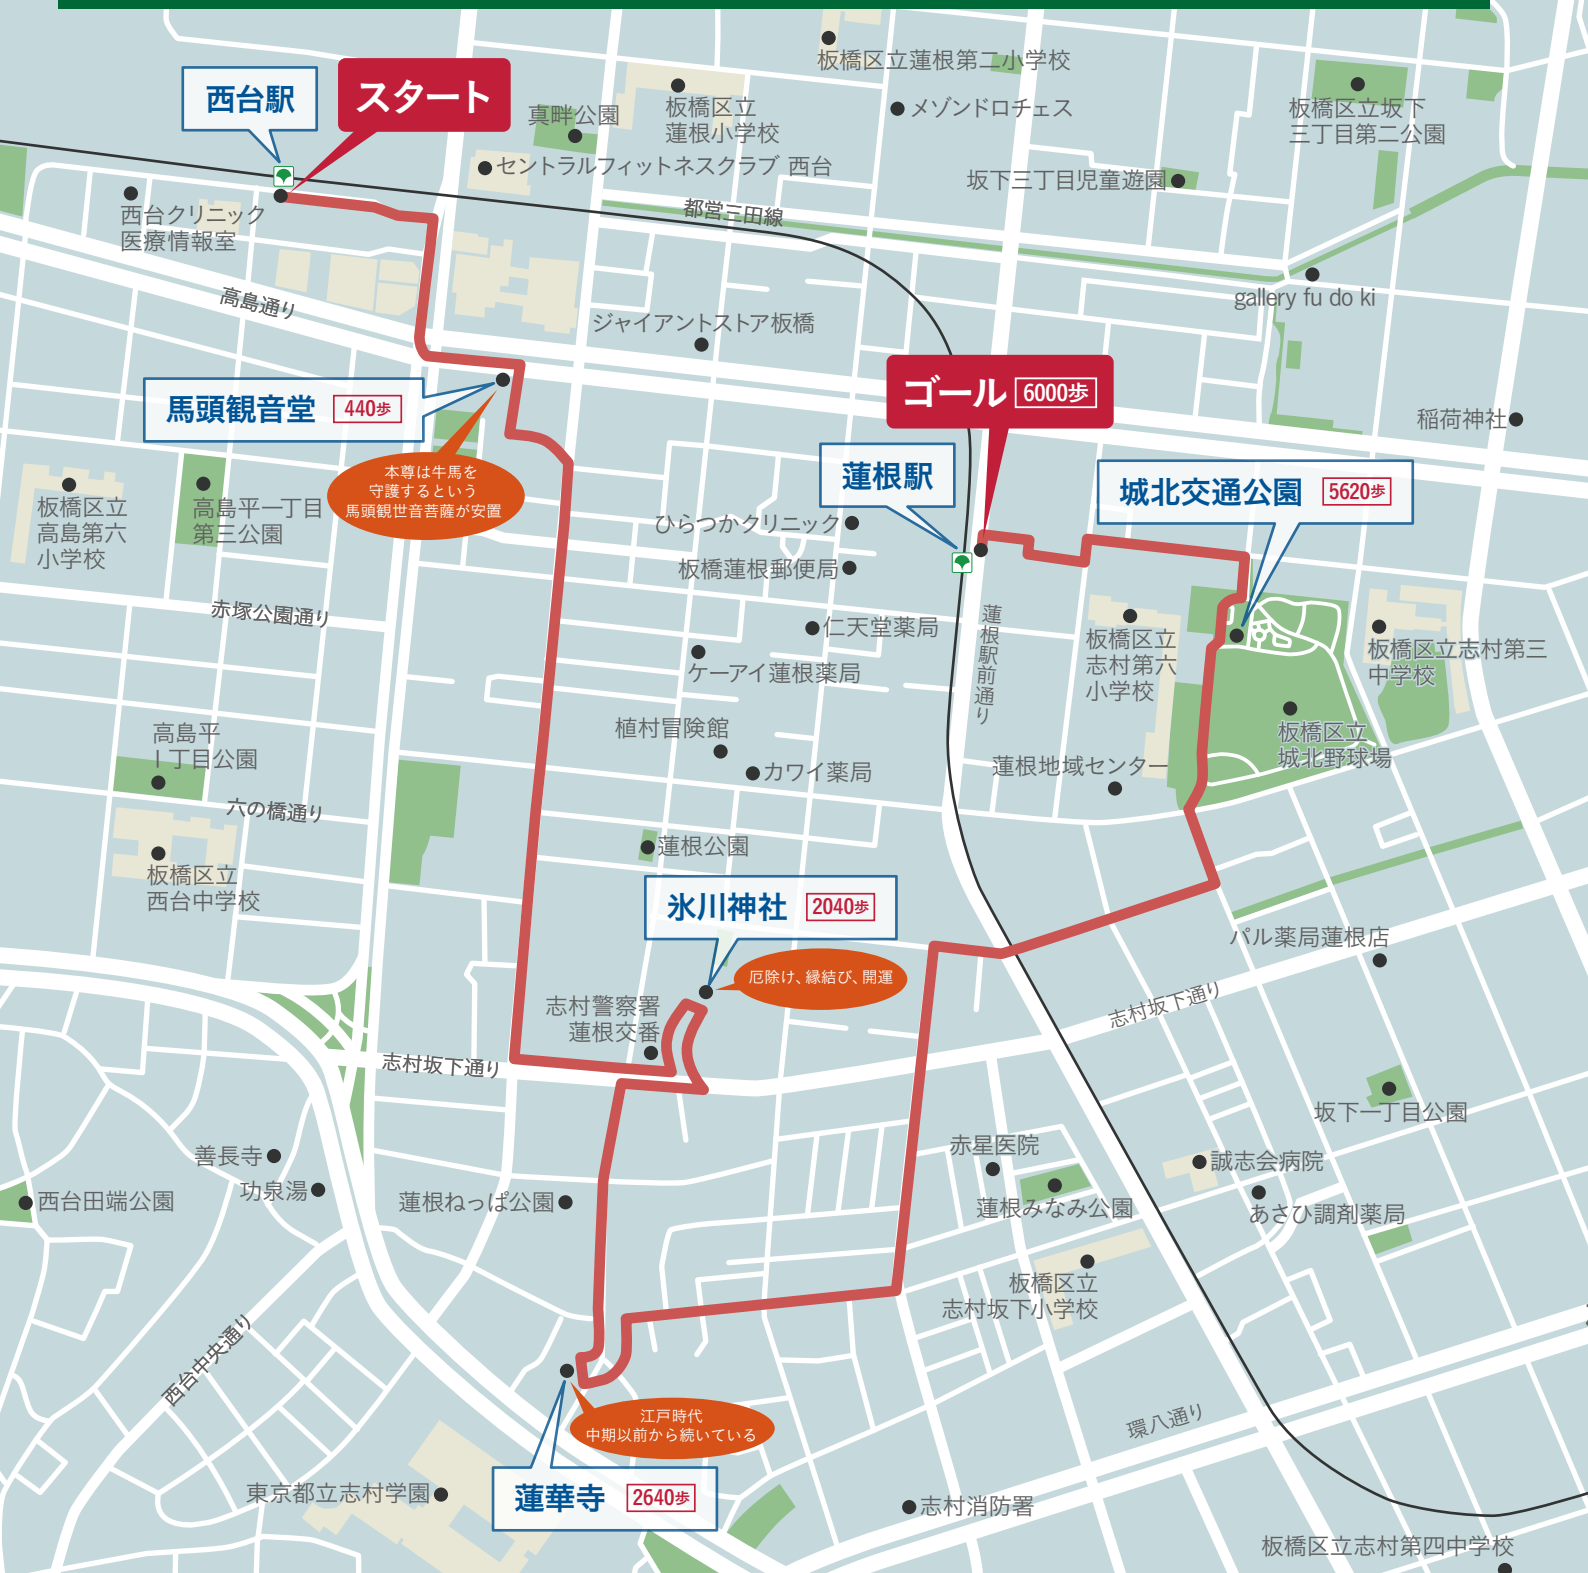 板橋区立蓮根第二小学校
西台駅
スタート
真畔公園
板橋区立
蓮根小学校
メゾンドロチェス
板橋区立坂下
三丁目第二公園
セントラルフィットネスクラブ 西台
坂下三丁目児童遊園
西台クリニック
医療情報室
都営三田線
高島通り
gallery fu do ki
ジャイアントストア板橋
馬頭観音堂
440歩
ゴール
6000歩
稲荷神社
本尊は牛馬を
守護するという
馬頭観世音菩薩が安置
蓮根駅
城北交通公園
5620歩
板橋区立
高島第六
小学校
高島平一丁目
第三公園
ひらつかクリニック
板橋蓮根郵便局
赤塚公園通り
仁天堂薬局
蓮根駅前通り
板橋区立
志村第六
小学校
板橋区立志村第三
中学校
ケーアイ蓮根薬局
高島平
1丁目公園
植村冒険館
カワイ薬局
蓮根地域センター
板橋区立
城北野球場
六の橋通り
蓮根公園
板橋区立
西台中学校
氷川神社
2040歩
パル薬局蓮根店
厄除け、縁結び、開運
志村警察署
蓮根交番
志村坂下通り
志村坂下通り
坂下一丁目公園
善長寺
功泉湯
西台田端公園
蓮根ねっぱ公園
赤星医院
蓮根みなみ公園
誠志会病院
あさひ調剤薬局
板橋区立
志村坂下小学校
西台中央通り
江戸時代
中期以前から続いている
環八通り
東京都立志村学園
蓮華寺
2640歩
志村消防署
板橋区立志村第四中学校